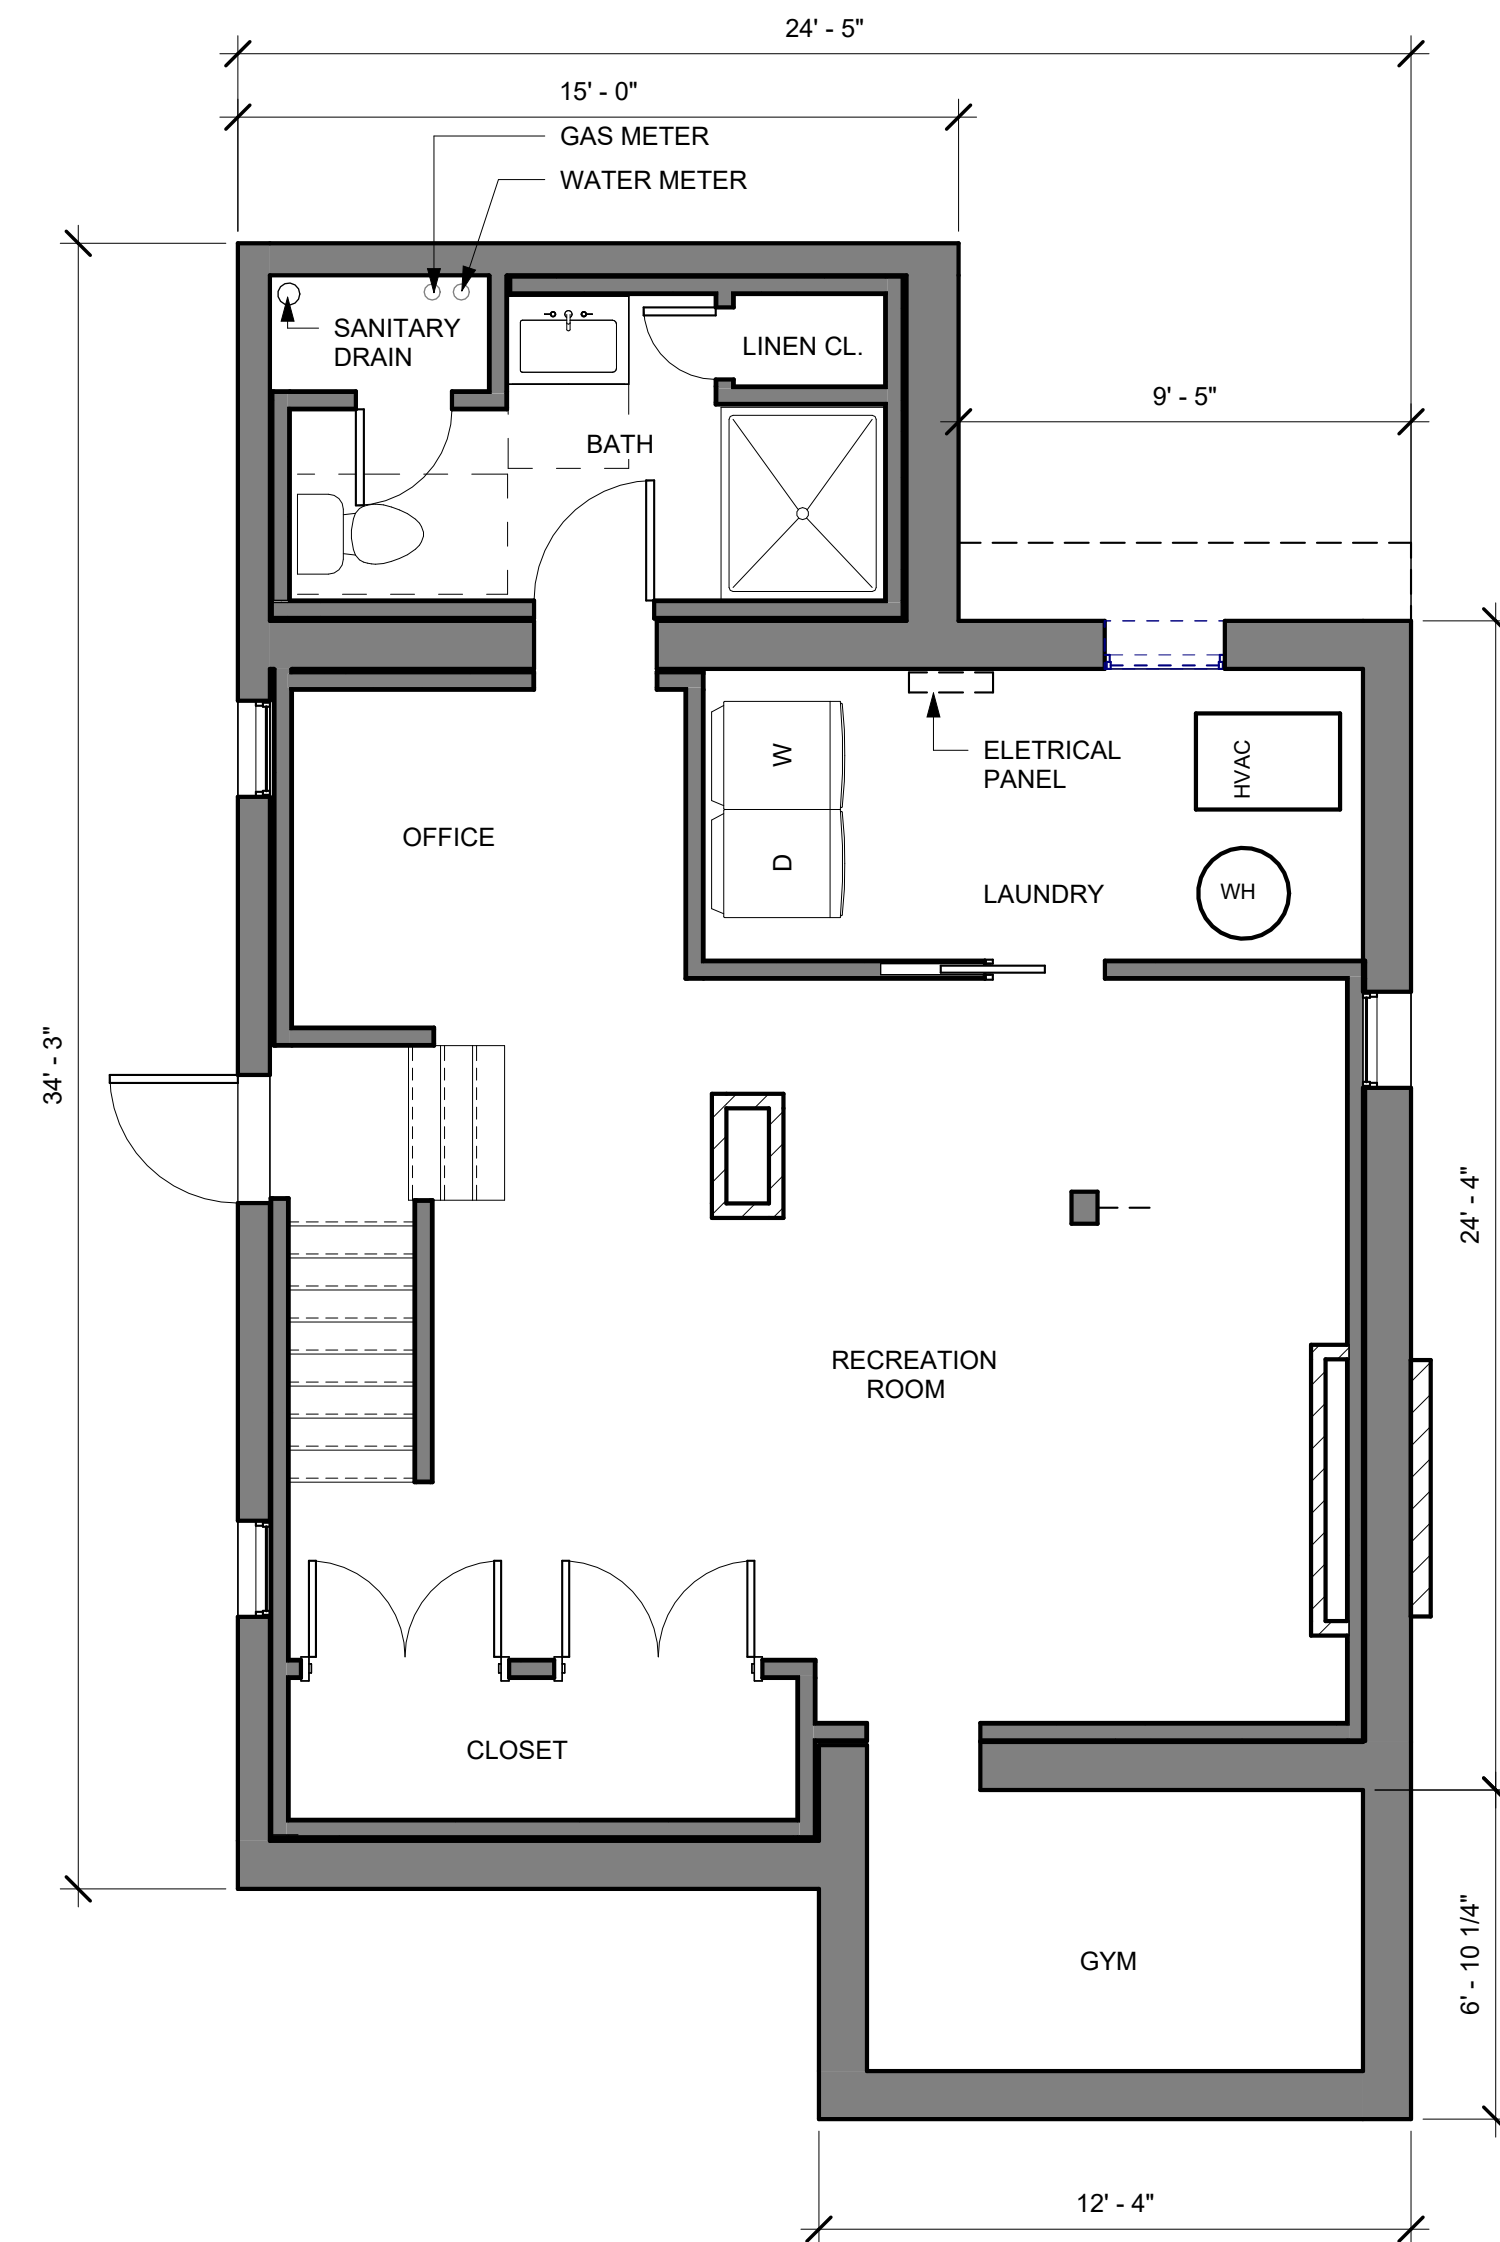 24' - 5"
15' - 0"
GAS METER
WATER METER
SANITARY
DRAIN
LINEN CL.
9' - 5"
BATH
W
ELETRICAL
PANEL
HVAC
OFFICE
D
LAUNDRY
WH
34' - 3"
24' - 4"
RECREATION
ROOM
CLOSET
GYM
6' - 10 1/4"
12' - 4"